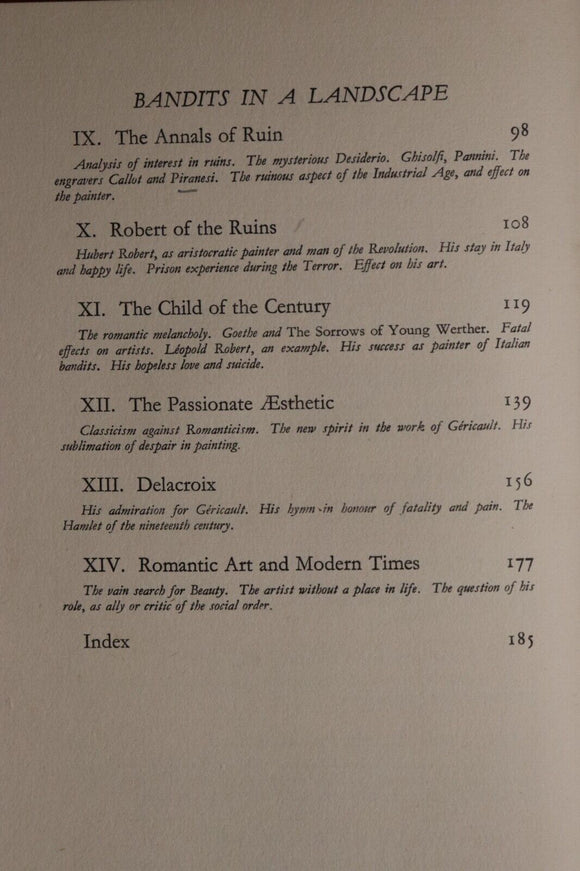 BANDITS IN A LANDSCAPE
IX. The Annals of Ruin 98
Analysis of interest in ruins. The mysterious Desiderio. Ghisolfi, Pannini. The
engravers Callot and Piranesi. The ruinous aspect of the Industrial Age, and effect on
the painter.
X. Robert of the Ruins 108
Hubert Robert, as aristocratic painter and man of the Revolution. His stay in Italy
and happy life. Prison experience during the Terror. Effect on his art.
XI. The Child of the Century 119
The romantic melancholy. Goethe and The Sorrows of Young Werther. Fatal
effects on artists. Léopold Robert, an example. His success as painter of Italian
bandits. His hopeless love and suicide.
XII. The Passionate Æsthetic 139
Classicism against Romanticism. The new spirit in the work of Géricault. His
sublimation of despair in painting.
XIII. Delacroix 156
His admiration for Géricault. His hymn in honour of fatality and pain. The
Hamlet of the nineteenth century.
XIV. Romantic Art and Modern Times 177
The vain search for Beauty. The artist without a place in life. The question of his
role, as ally or critic of the social order.
Index 185